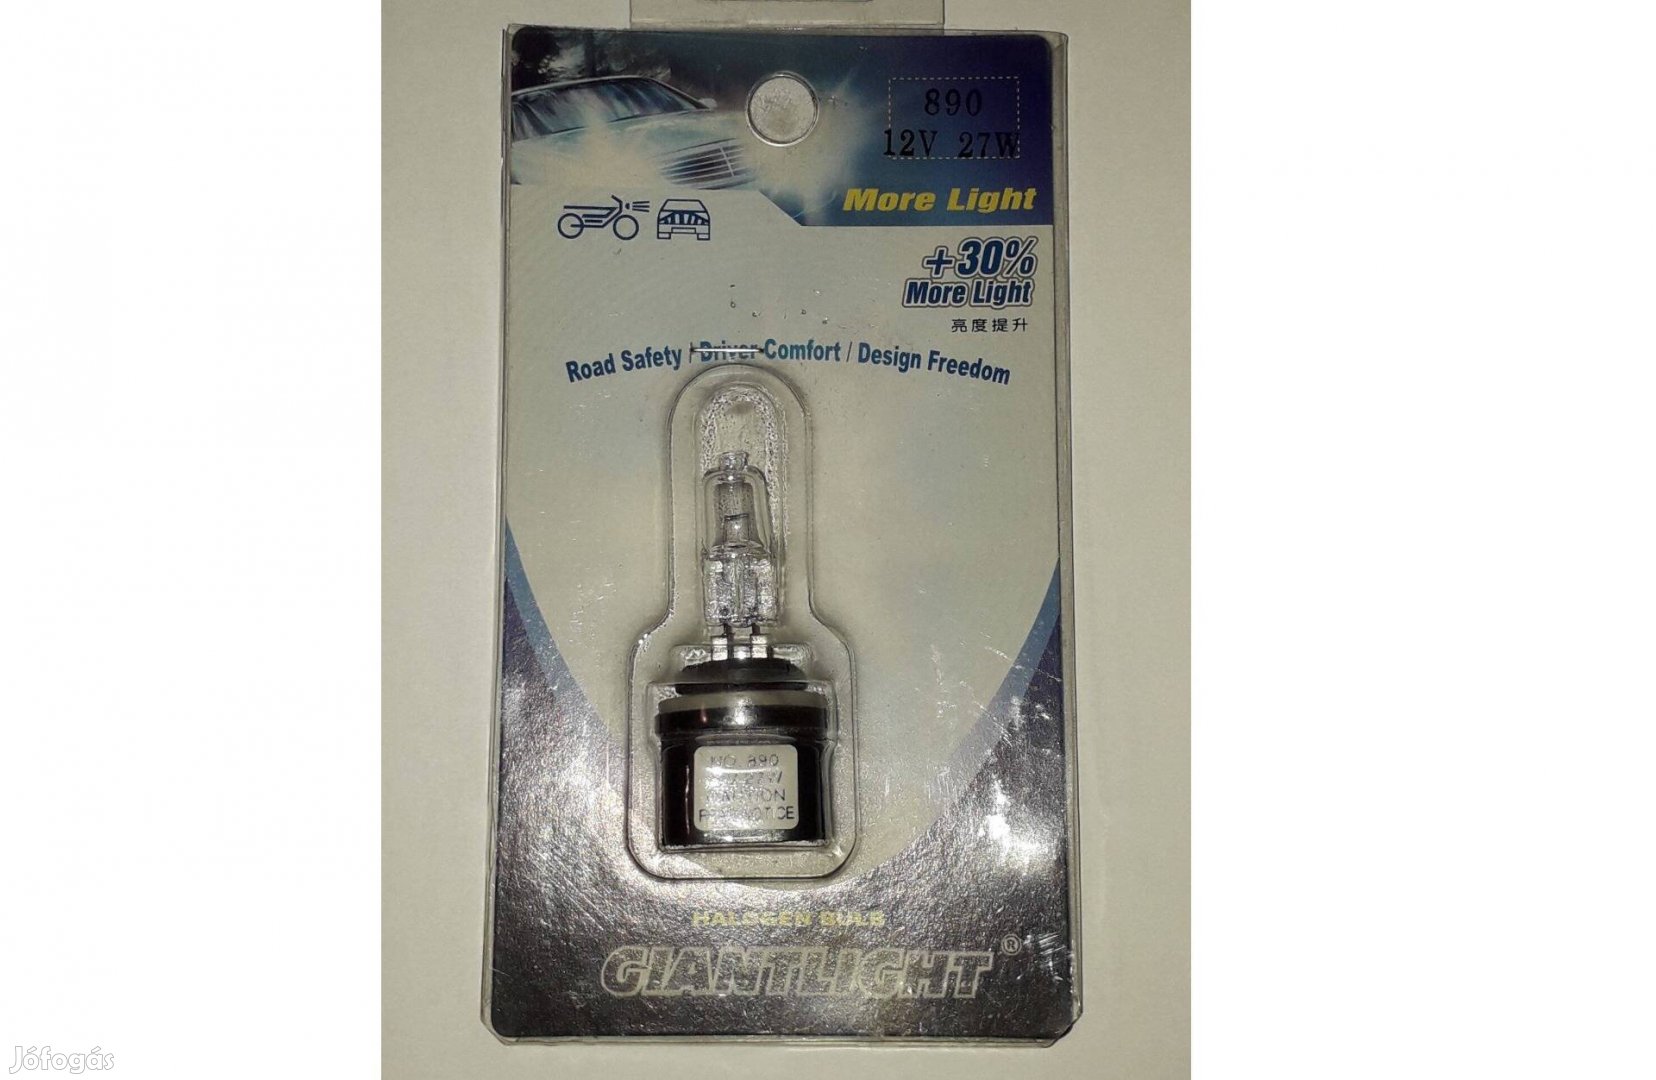 890
12V 27W
More Light
+30%
More Light
亮度提升
Road Safety / Driver Comfort / Design Freedom
NO. 890
CAUTION
NOTICE
HALOGEN BULB
GIANTLIGHT®
Jófogás